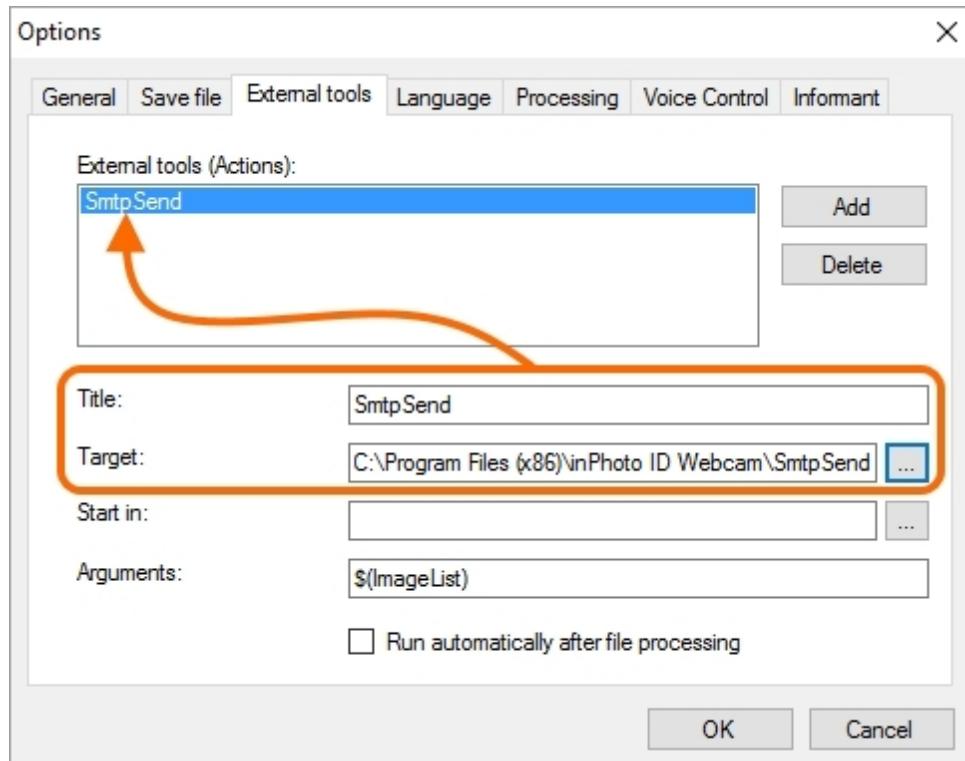 Options
General Save file External tools Language Processing Voice Control Informant
External tools (Actions):
SmtpSend
Add
Delete
Title: SmtpSend
Target: C:\Program Files (x86)\inPhoto ID Webcam\SmtpSend ...
Start in: ...
Arguments: $(ImageList)
Run automatically after file processing
OK Cancel